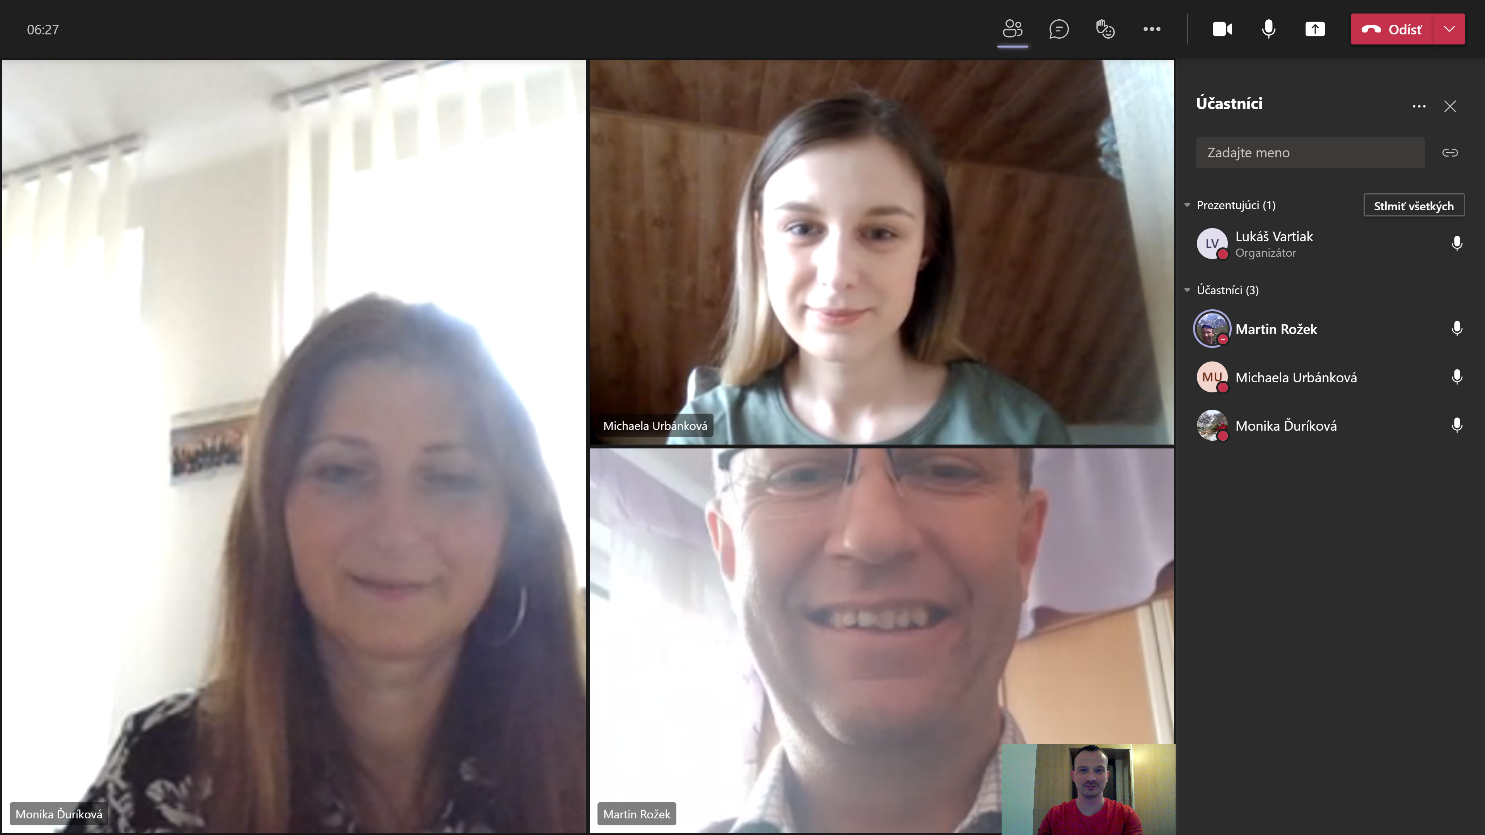 06:27
Odísť
Účastníci
Zadajte meno
Prezentujúci (1)
Stlmiť všetkých
LV
Lukáš Vartiak
Organizátor
Účastníci (3)
Martin Rožek
MU
Michaela Urbánková
Monika Ďuríková
Michaela Urbánková
Monika Ďuríková
Martin Rožek